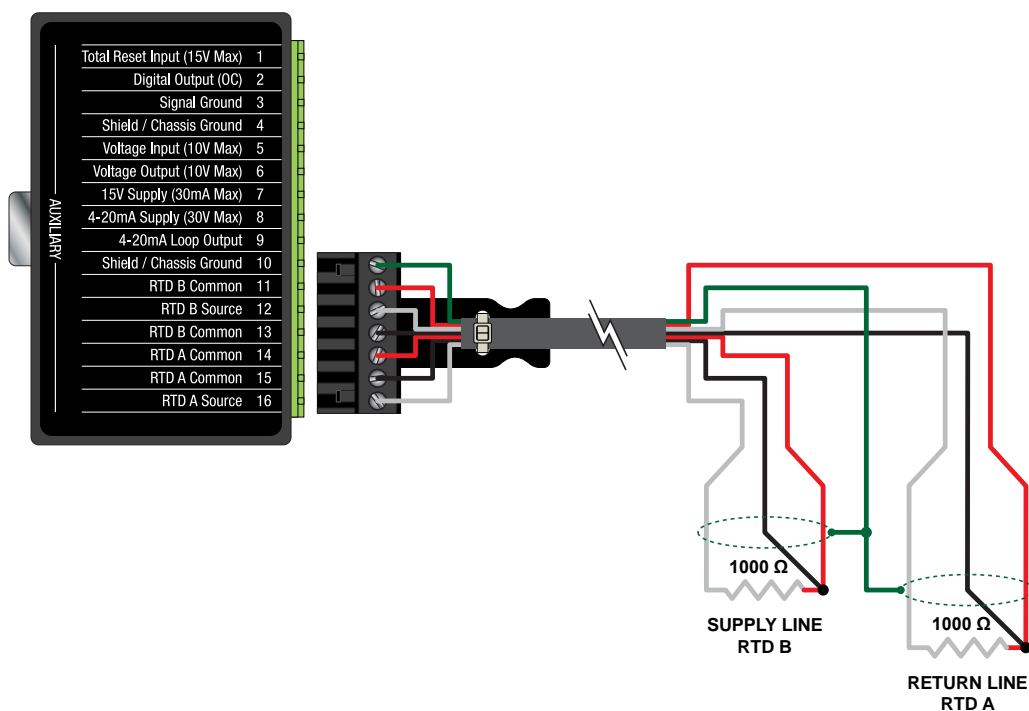 AUXILIARY
Total Reset Input (15V Max) 1
Digital Output (OC) 2
Signal Ground 3
Shield / Chassis Ground 4
Voltage Input (10V Max) 5
Voltage Output (10V Max) 6
15V Supply (30mA Max) 7
4-20mA Supply (30V Max) 8
4-20mA Loop Output 9
Shield / Chassis Ground 10
RTD B Common 11
RTD B Source 12
RTD B Common 13
RTD A Common 14
RTD A Common 15
RTD A Source 16
1000 Ω
SUPPLY LINE
RTD B
1000 Ω
RETURN LINE
RTD A